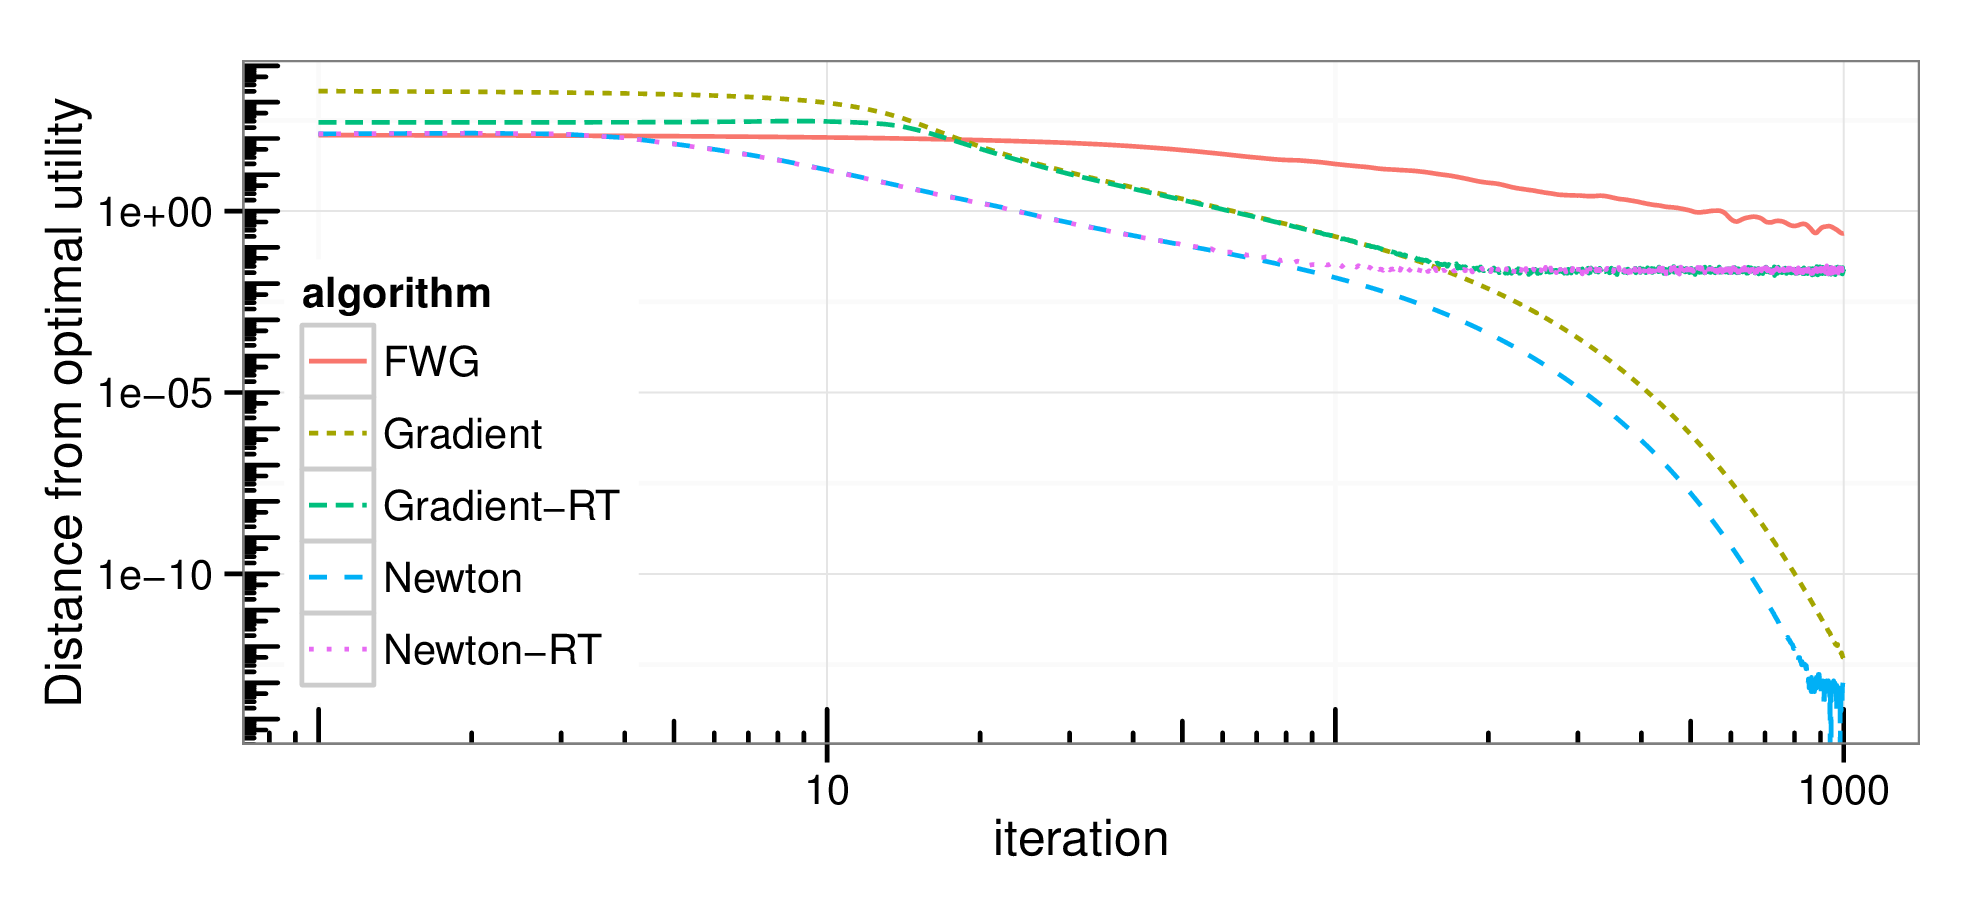 Distance from optimal utility
1e+00
1e−05
1e−10
algorithm
FWG
Gradient
Gradient−RT
Newton
Newton−RT
10
1000
iteration